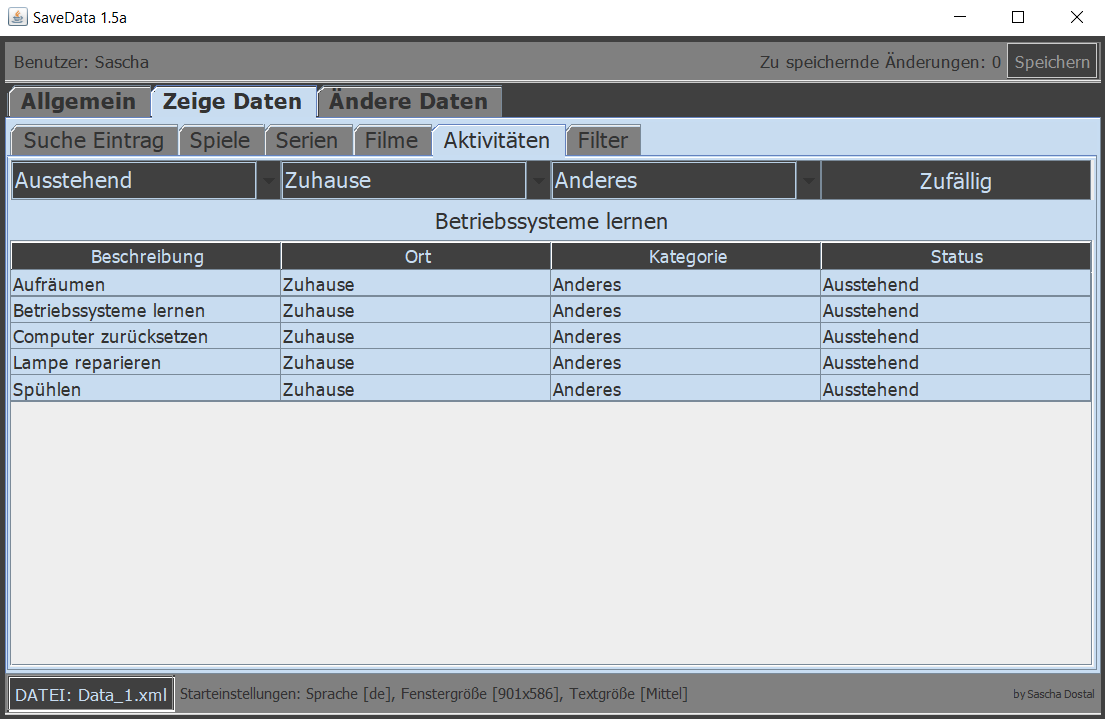 SaveData 1.5a
Benutzer: Sascha Zu speichernde Änderungen: 0 Speichern
Allgemein Zeige Daten Ändere Daten
Suche Eintrag Spiele Serien Filme Aktivitäten Filter
Ausstehend Zuhause Anderes Zufällig
Betriebssysteme lernen
Beschreibung Ort Kategorie Status
Aufräumen Zuhause Anderes Ausstehend
Betriebssysteme lernen Zuhause Anderes Ausstehend
Computer zurücksetzen Zuhause Anderes Ausstehend
Lampe reparieren Zuhause Anderes Ausstehend
Spühlen Zuhause Anderes Ausstehend
DATEI: Data_1.xml Starteinstellungen: Sprache [de], Fenstergröße [901x586], Textgröße [Mittel] by Sascha Dostal